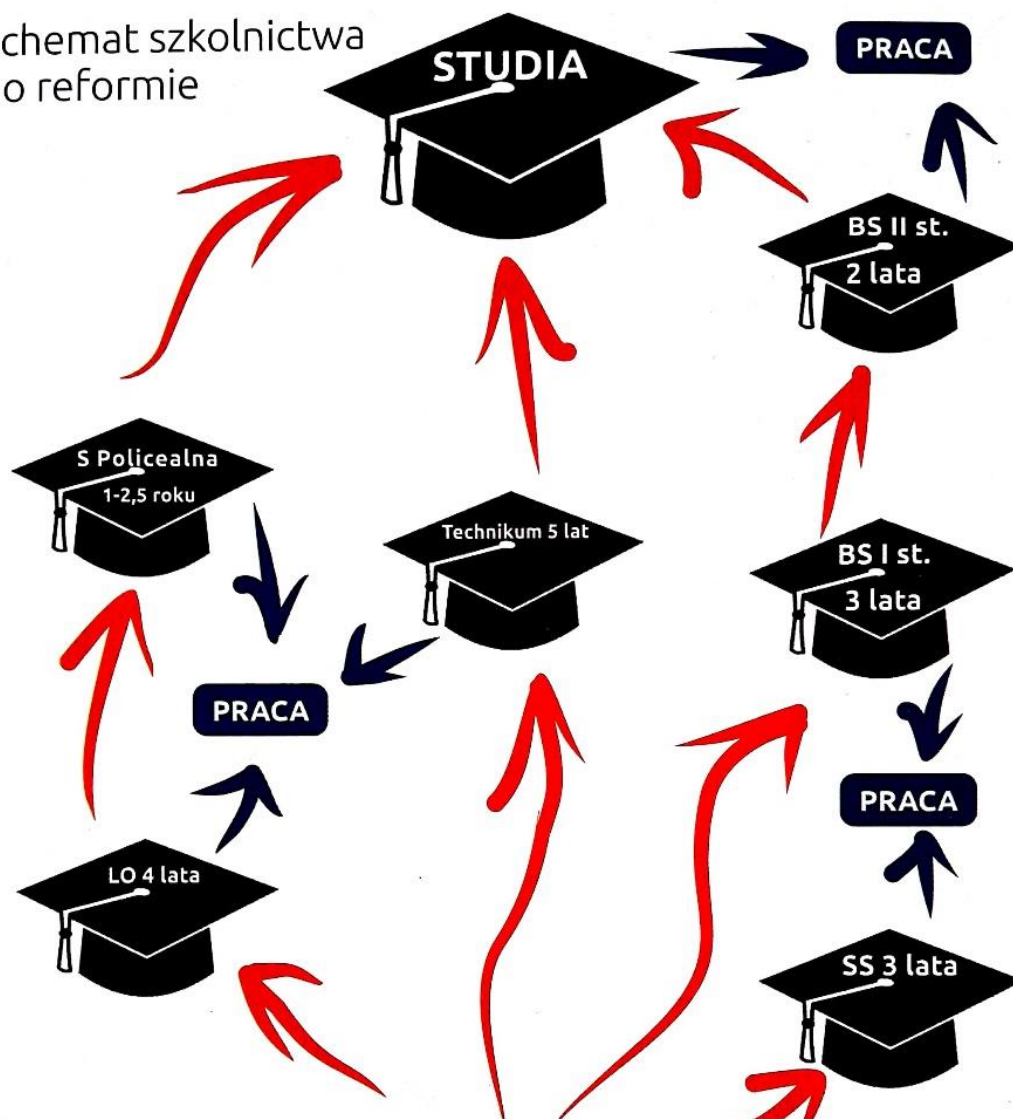 chemat szkolnictwa
o reformie
STUDIA
PRACA
BS II st.
2 lata
S Policealna
1-2,5 roku
Technikum 5 lat
BS I st.
3 lata
PRACA
PRACA
LO 4 lata
SS 3 lata